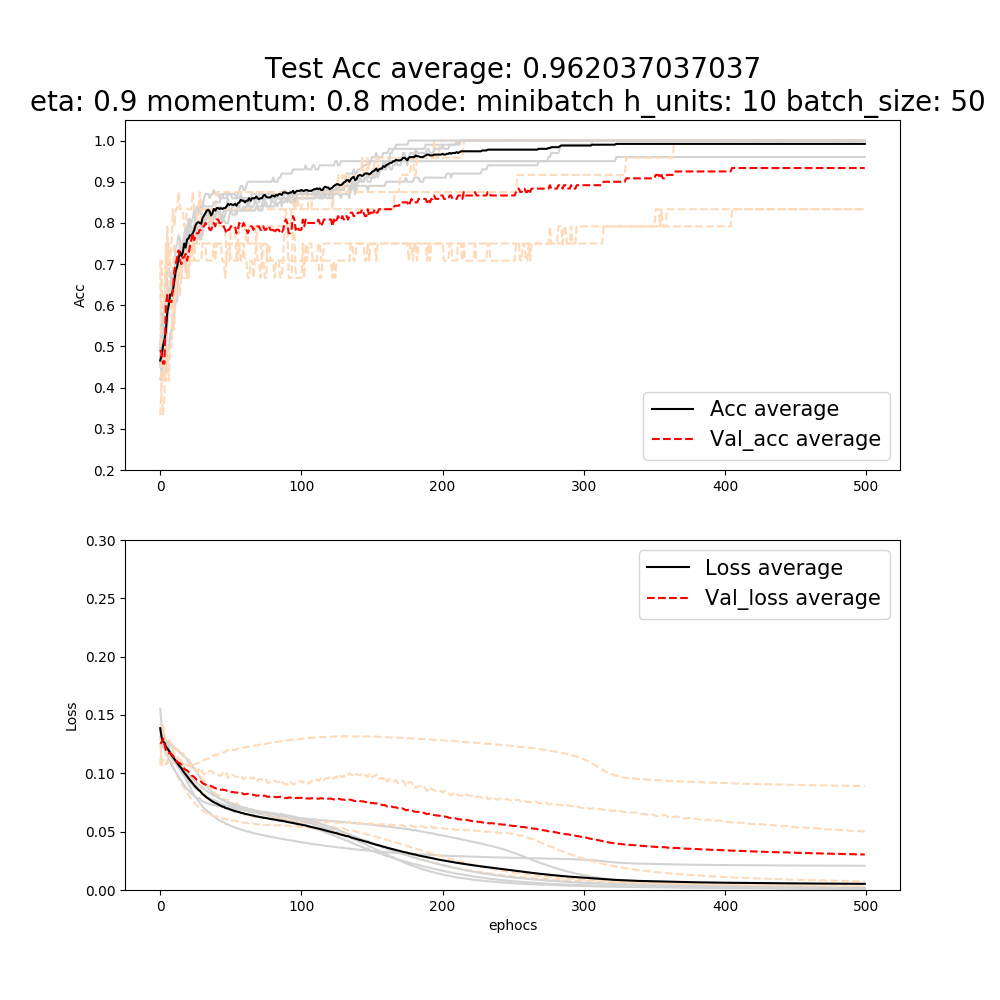 Test Acc average: 0.962037037037
eta: 0.9 momentum: 0.8 mode: minibatch h_units: 10 batch_size: 50
1.0
0.9
0.8
0.7
0.6
0.5
0.4
0.3
0.2
Acc
Acc average
Val_acc average
0 100 200 300 400 500
0.30
0.25
0.20
0.15
0.10
0.05
0.00
Loss
Loss average
Val_loss average
0 100 200 300 400 500
ephocs